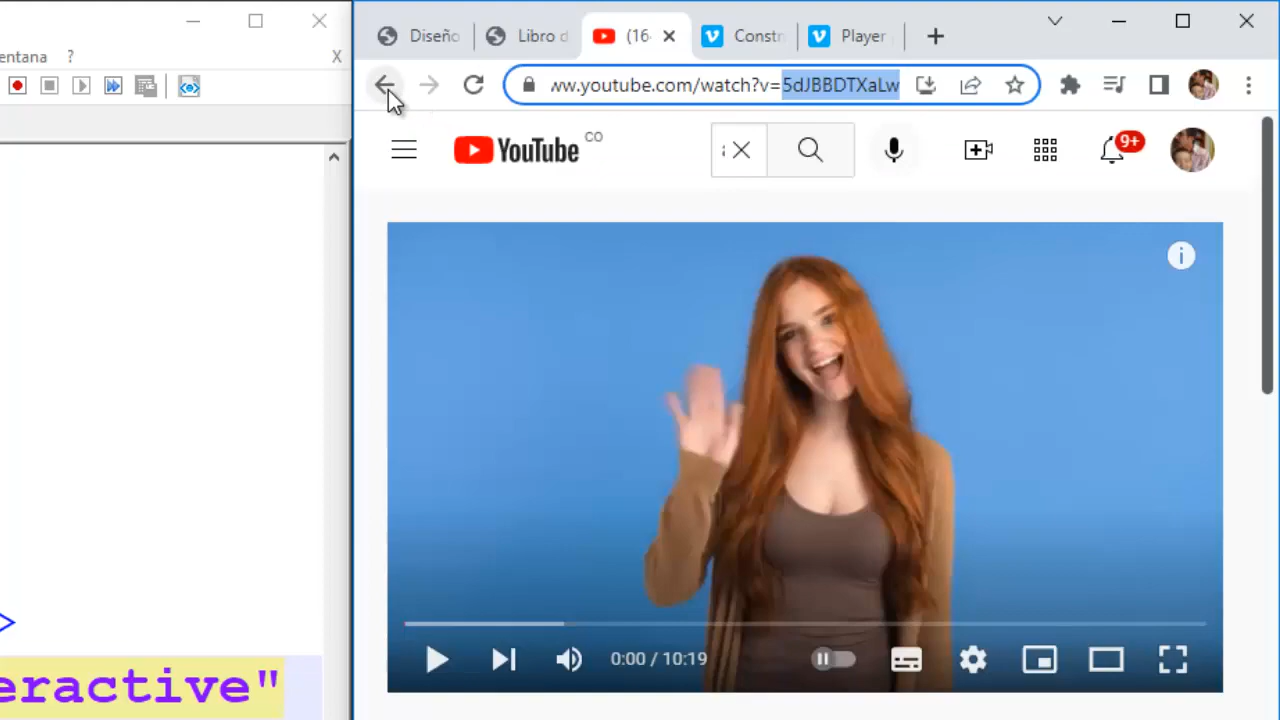 entana ?
X
Diseño
Libro d
(16
Constr
Player
ww.youtube.com/watch?v=5dJBBDTXaLw
YouTube CO
9+
0:00 / 10:19
>
eractive"